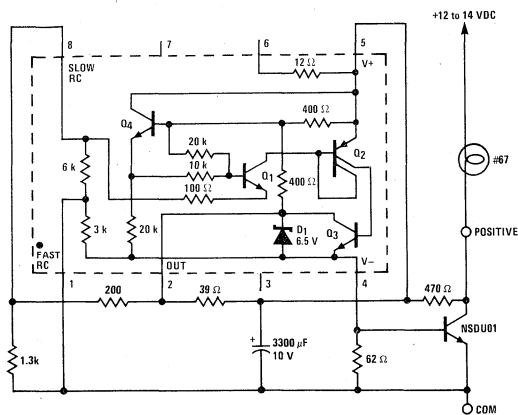 +12 to 14 VDC
8
7
6
5
SLOW
RC
12 Ω
V+
Q4
400 Ω
Q2
#67
20 k
10 k
6 k
Q1
400 Ω
100 Ω
3 k
20 k
D1
6.5 V
Q3
POSITIVE
FAST
RC
OUT
V−
1
2
3
4
200
39 Ω
470 Ω
NSDU01
+
3300 μF
10 V
1.3k
62 Ω
COM